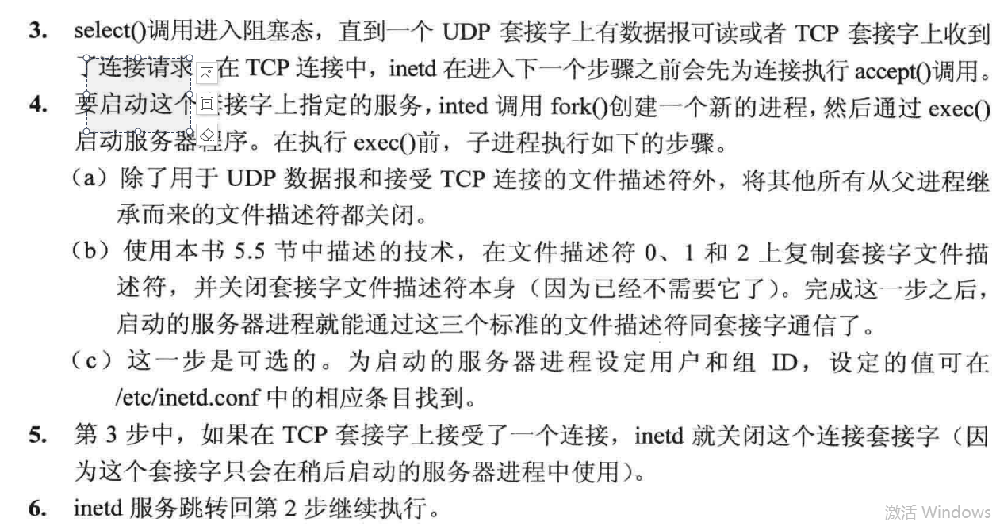 3. select()调用进入阻塞态，直到一个 UDP 套接字上有数据报可读或者 TCP 套接字上收到
了连接请求 在 TCP 连接中，inetd 在进入下一个步骤之前会先为连接执行 accept()调用。
4. 要启动这个 接字上指定的服务，inted 调用 fork()创建一个新的进程，然后通过 exec()
启动服务器程序。在执行 exec()前，子进程执行如下的步骤。
（a）除了用于 UDP 数据报和接受 TCP 连接的文件描述符外，将其他所有从父进程继
承而来的文件描述符都关闭。
（b）使用本书 5.5 节中描述的技术，在文件描述符 0、1 和 2 上复制套接字文件描
述符，并关闭套接字文件描述符本身（因为已经不需要它了）。完成这一步之后，
启动的服务器进程就能通过这三个标准的文件描述符同套接字通信了。
（c）这一步是可选的。为启动的服务器进程设定用户和组 ID，设定的值可在
/etc/inetd.conf 中的相应条目找到。
5. 第 3 步中，如果在 TCP 套接字上接受了一个连接，inetd 就关闭这个连接套接字（因
为这个套接字只会在稍后启动的服务器进程中使用）。
6. inetd 服务跳转回第 2 步继续执行。
激活 Windows